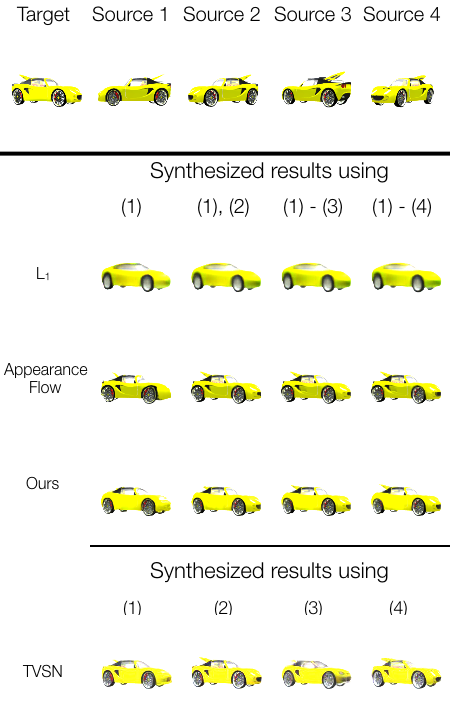 Target Source 1 Source 2 Source 3 Source 4
Synthesized results using
(1) (1), (2) (1) - (3) (1) - (4)
L₁
Appearance
Flow
Ours
Synthesized results using
(1) (2) (3) (4)
TVSN